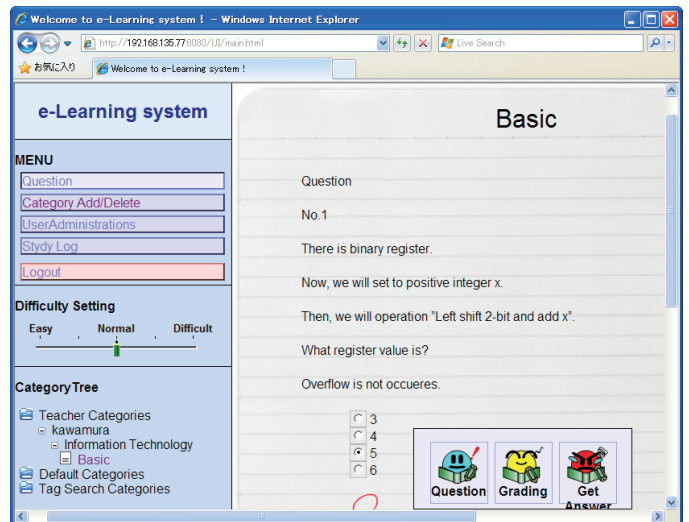 Welcome to e-Learning system ! - Windows Internet Explorer
http://192.168.135.77:8080/UI/main.html
Live Search
お気に入り
Welcome to e-Learning system !
e-Learning system
MENU
Question
Category Add/Delete
UserAdministrations
Stydy Log
Logout
Difficulty Setting
Easy Normal Difficult
CategoryTree
Teacher Categories
kawamura
Information Technology
Basic
Default Categories
Tag Search Categories
Basic
Question
No.1
There is binary register.
Now, we will set to positive integer x.
Then, we will operation "Left shift 2-bit and add x".
What register value is?
Overflow is not occueres.
3
4
5
6
Question Grading Get Answer